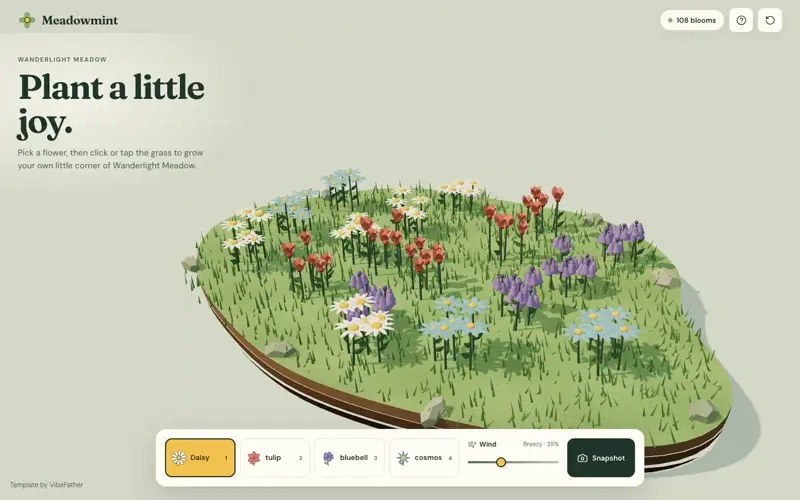 Meadowmint
108 blooms
WANDERLIGHT MEADOW
Plant a little
joy.
Pick a flower, then click or tap the grass to grow
your own little corner of Wanderlight Meadow.
Daisy 1
tulip 2
bluebell 3
cosmos 4
Wind Breezy · 35%
Snapshot
Template by VibeFather